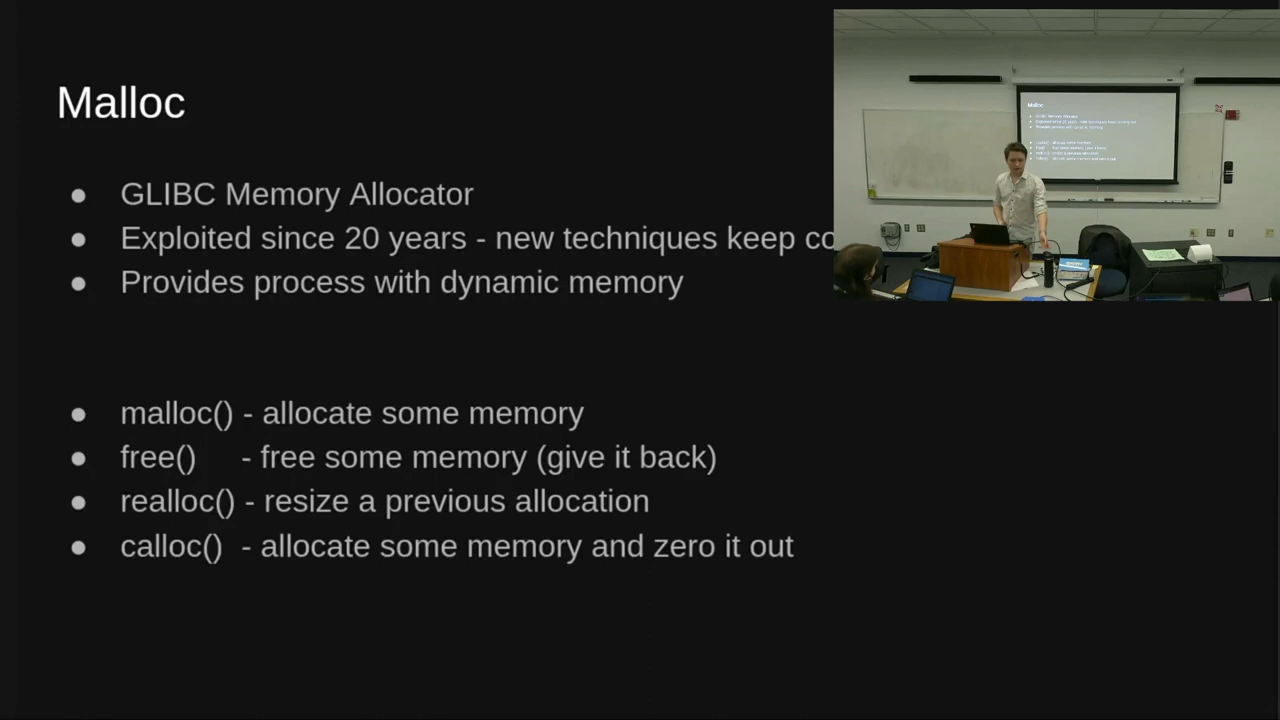 Malloc
● GLIBC Memory Allocator
● Exploited since 20 years - new techniques keep co
● Provides process with dynamic memory
● malloc() - allocate some memory
● free() - free some memory (give it back)
● realloc() - resize a previous allocation
● calloc() - allocate some memory and zero it out
Malloc